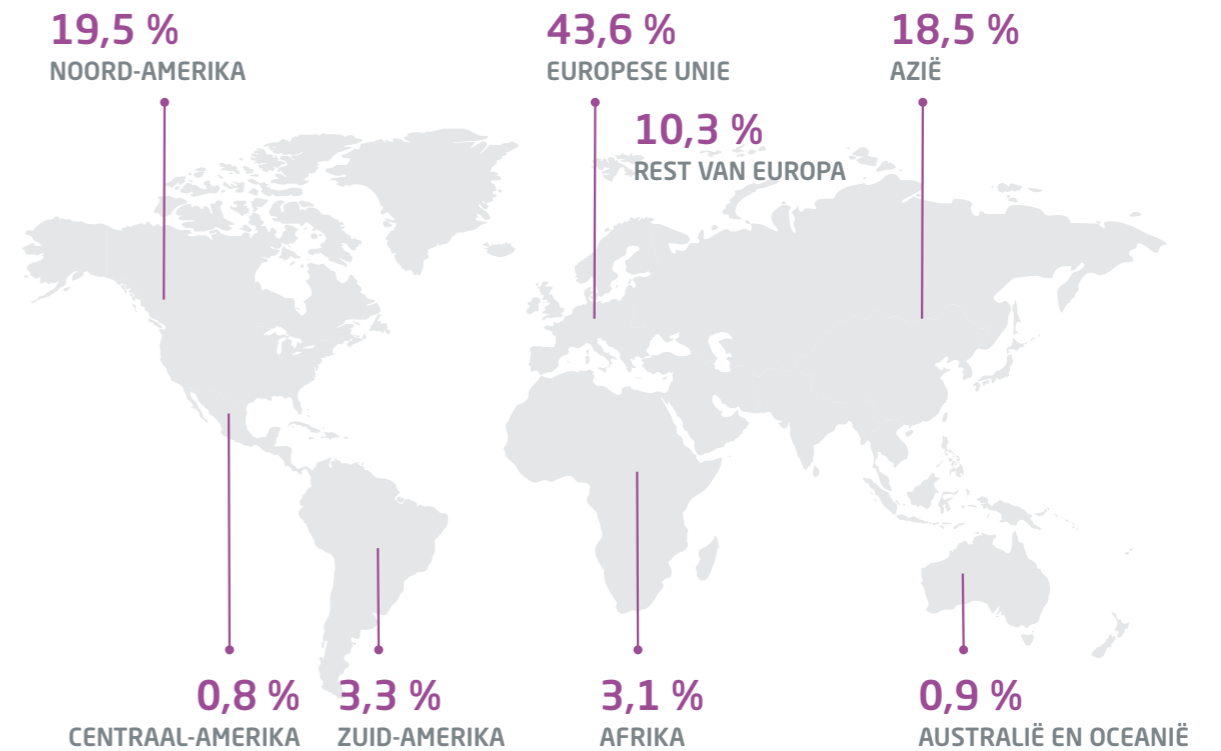 19,5 %
NOORD-AMERIKA
43,6 %
EUROPESE UNIE
18,5 %
AZIË
10,3 %
REST VAN EUROPA
0,8 %
CENTRAAL-AMERIKA
3,3 %
ZUID-AMERIKA
3,1 %
AFRIKA
0,9 %
AUSTRALIË EN OCEANIË